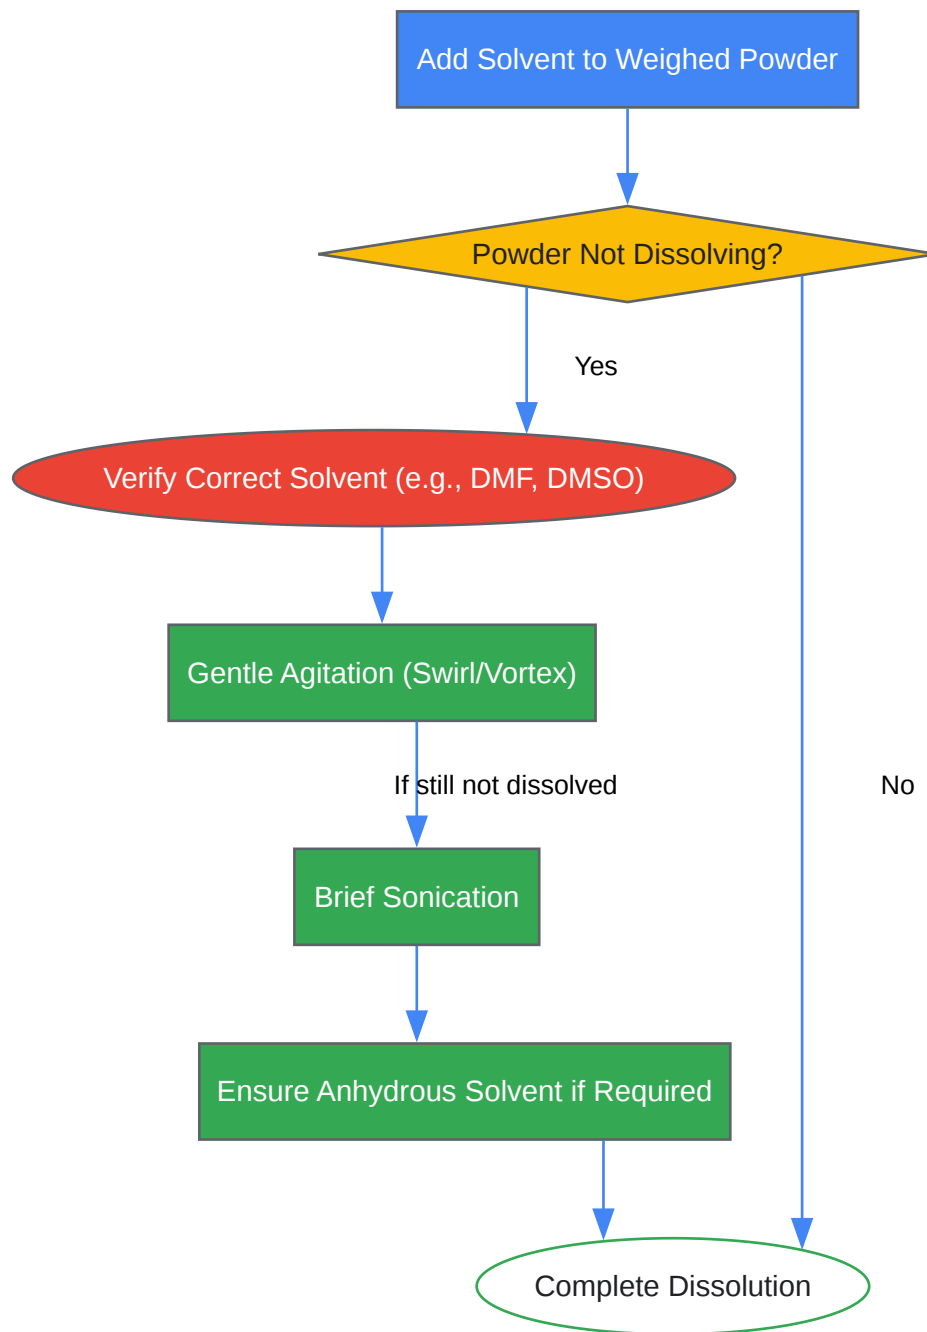 Add Solvent to Weighed Powder
Powder Not Dissolving?
Yes
Verify Correct Solvent (e.g., DMF, DMSO)
Gentle Agitation (Swirl/Vortex)
If still not dissolved
No
Brief Sonication
Ensure Anhydrous Solvent if Required
Complete Dissolution